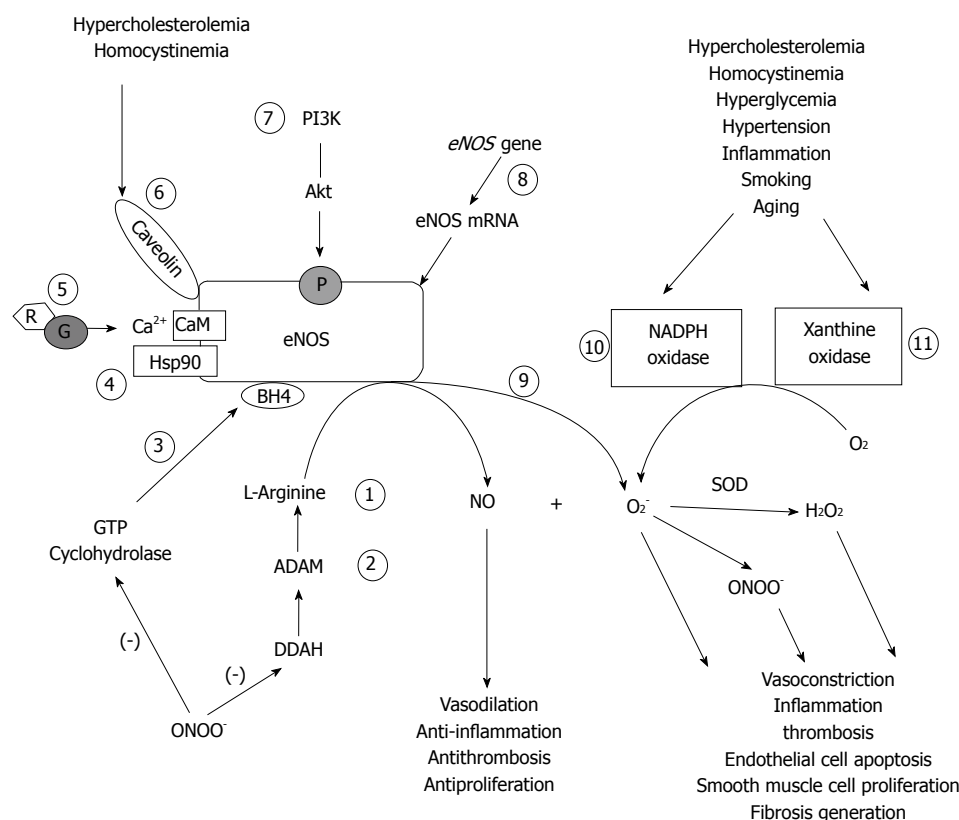 Hypercholesterolemia
Homocystinemia
Hypercholesterolemia
Homocystinemia
Hyperglycemia
Hypertension
Inflammation
Smoking
Aging
7 PI3K
eNOS gene
8
Akt
eNOS mRNA
6
Caveolin
5
R
G
Ca²⁺
CaM
P
eNOS
Hsp90
4
BH4
9
10
NADPH
oxidase
Xanthine
oxidase
11
O₂
3
L-Arginine
1
NO
+
O₂⁻
SOD
H₂O₂
GTP
Cyclohydrolase
ADAM
2
ONOO⁻
(-)
(-)
DDAH
ONOO⁻
Vasodilation
Anti-inflammation
Antithrombosis
Antiproliferation
Vasoconstriction
Inflammation
thrombosis
Endothelial cell apoptosis
Smooth muscle cell proliferation
Fibrosis generation